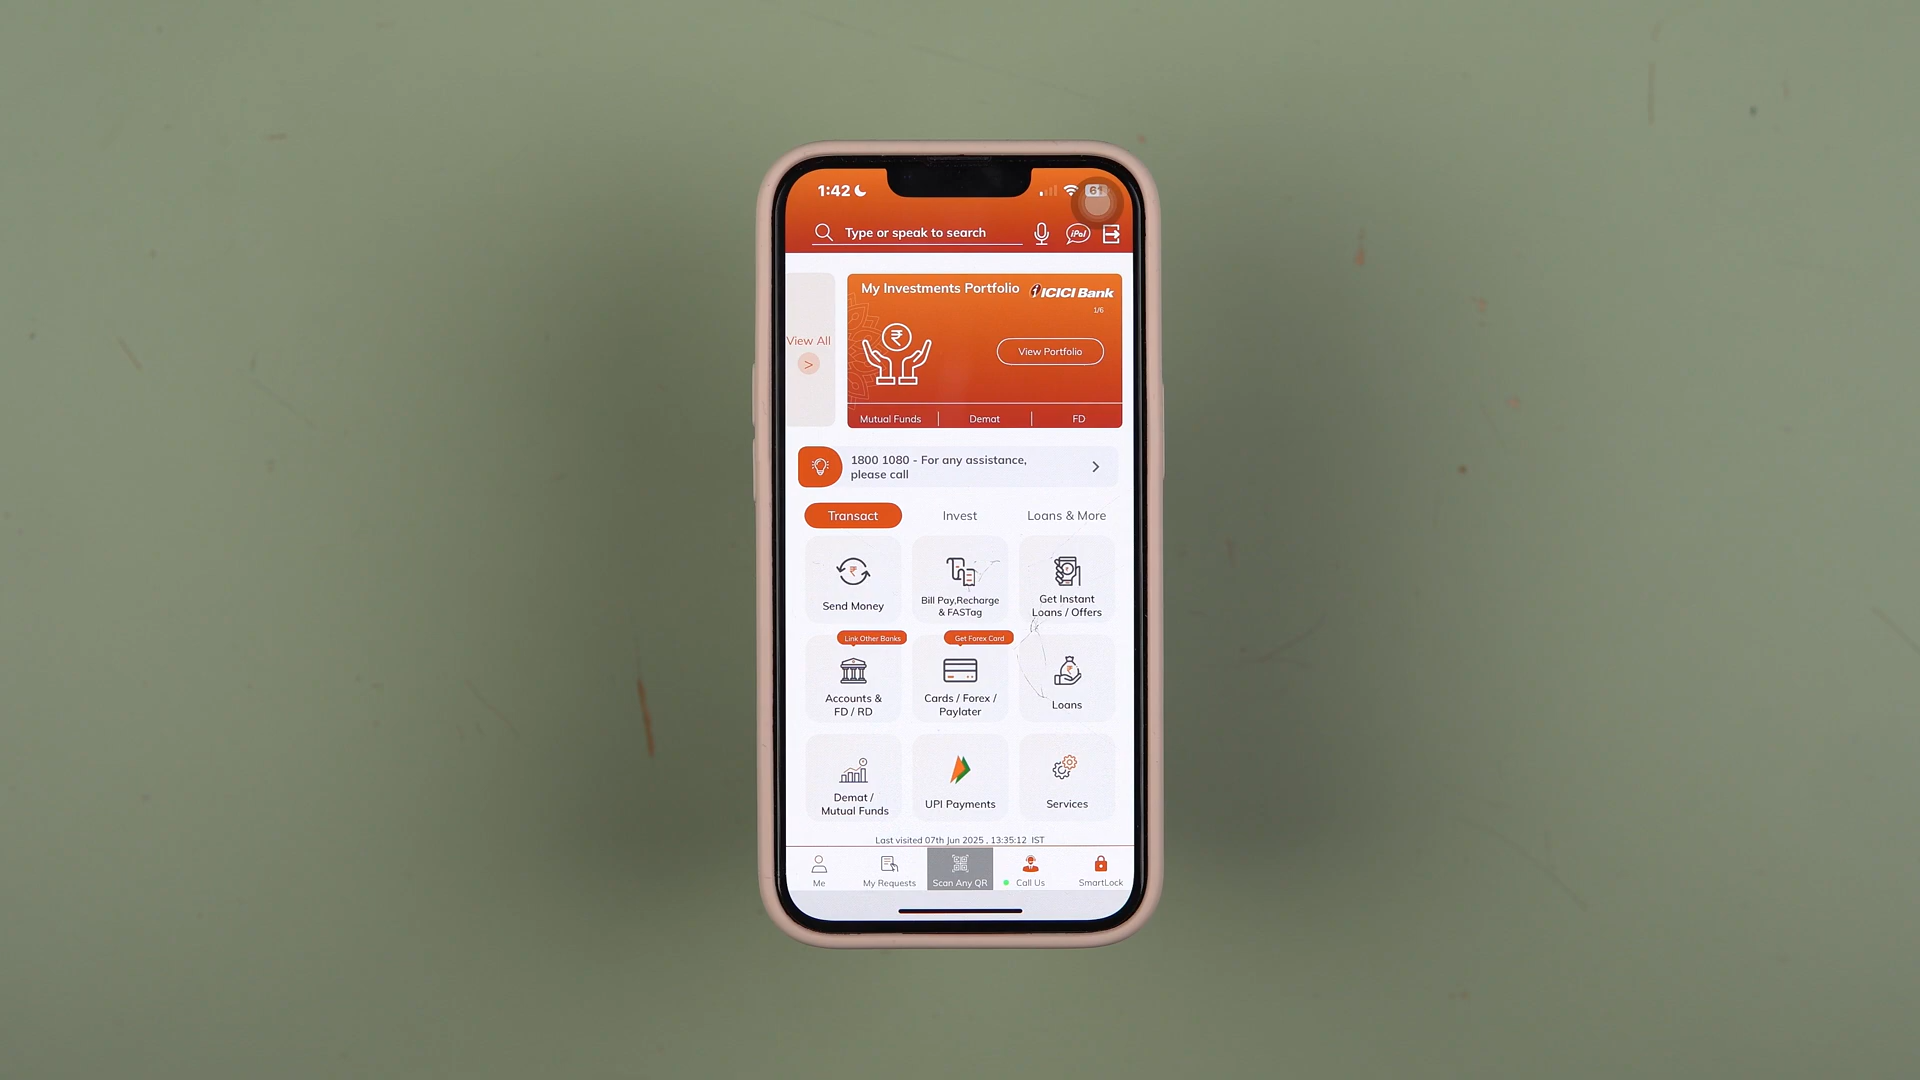 1:42
61
Type or speak to search
iPal
My Investments Portfolio
ICICI Bank
1/6
View All
>
View Portfolio
Mutual Funds
Demat
FD
1800 1080 - For any assistance,
please call
Transact
Invest
Loans & More
Send Money
Bill Pay,Recharge
& FASTag
Get Instant
Loans / Offers
Link Other Banks
Get Forex Card
Accounts &
FD / RD
Cards / Forex /
Paylater
Loans
Demat /
Mutual Funds
UPI Payments
Services
Last visited 07th Jun 2025 , 13:35:12 IST
Me
My Requests
Scan Any QR
Call Us
SmartLock